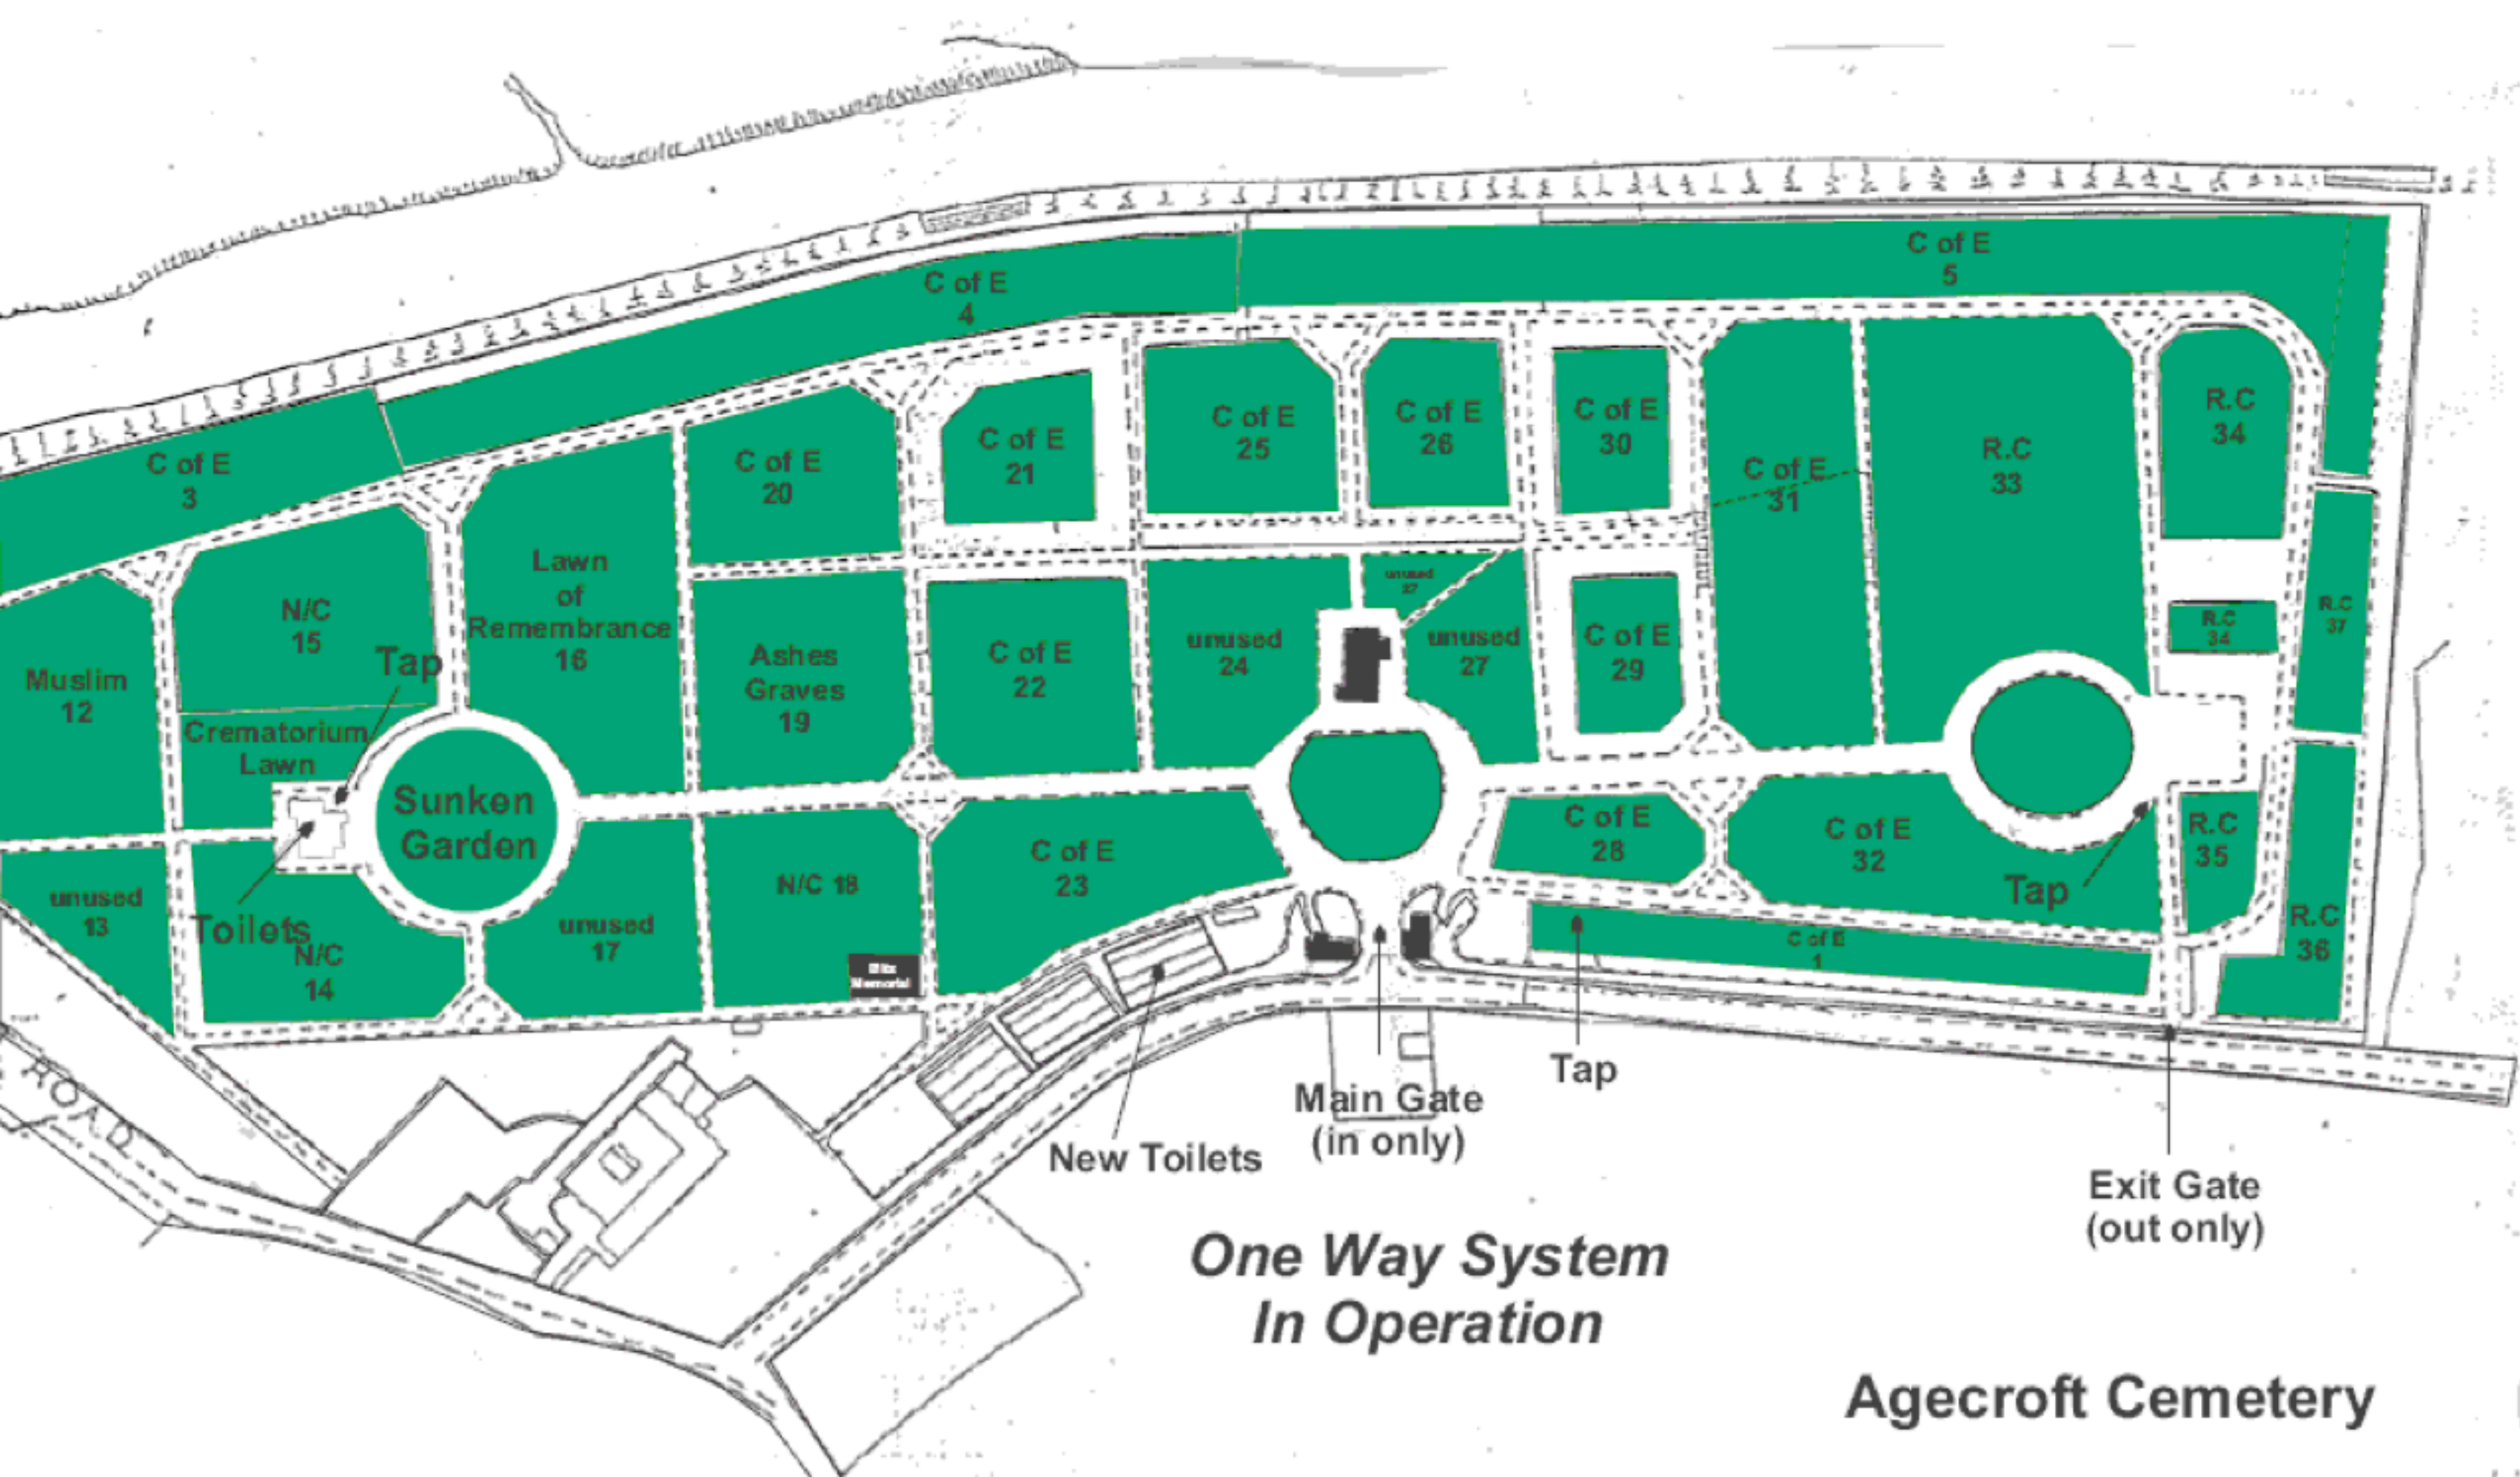 C of E
5
C of E
4
C of E
3
C of E
20
C of E
21
C of E
25
C of E
26
C of E
30
C of E
31
R.C
33
R.C
34
Lawn
of
Remembrance
16
N/C
15
Tap
Muslim
12
Crematorium
Lawn
Ashes
Graves
19
C of E
22
unused
24
unused
27
unused
27
C of E
29
R.C
34
R.C
37
Sunken
Garden
Toilets
unused
13
N/C
14
unused
17
N/C 18
Memorial
C of E
23
C of E
28
C of E
32
Tap
R.C
35
R.C
36
C of E
1
ROAD
New Toilets
Main Gate
(in only)
Tap
Exit Gate
(out only)
One Way System
In Operation
Agecroft Cemetery